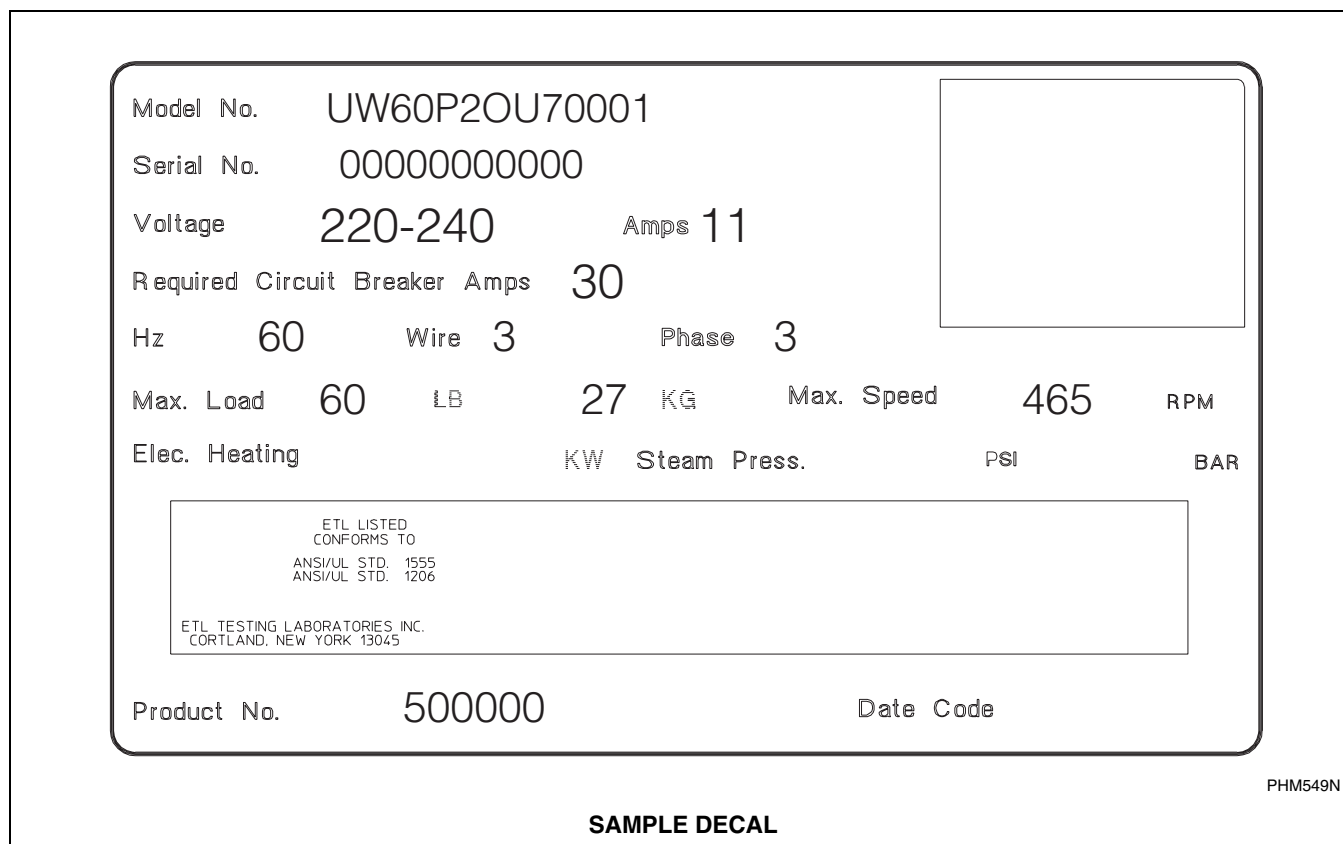 Model No. UW60P2OU70001
Serial No. 00000000000
Voltage 220-240 Amps 11
Required Circuit Breaker Amps 30
Hz 60 Wire 3 Phase 3
Max. Load 60 LB 27 KG Max. Speed 465 RPM
Elec. Heating KW Steam Press. PSI BAR
ETL LISTED
CONFORMS TO
ANSI/UL STD. 1555
ANSI/UL STD. 1206
ETL TESTING LABORATORIES INC.
CORTLAND, NEW YORK 13045
Product No. 500000 Date Code
PHM549N
SAMPLE DECAL